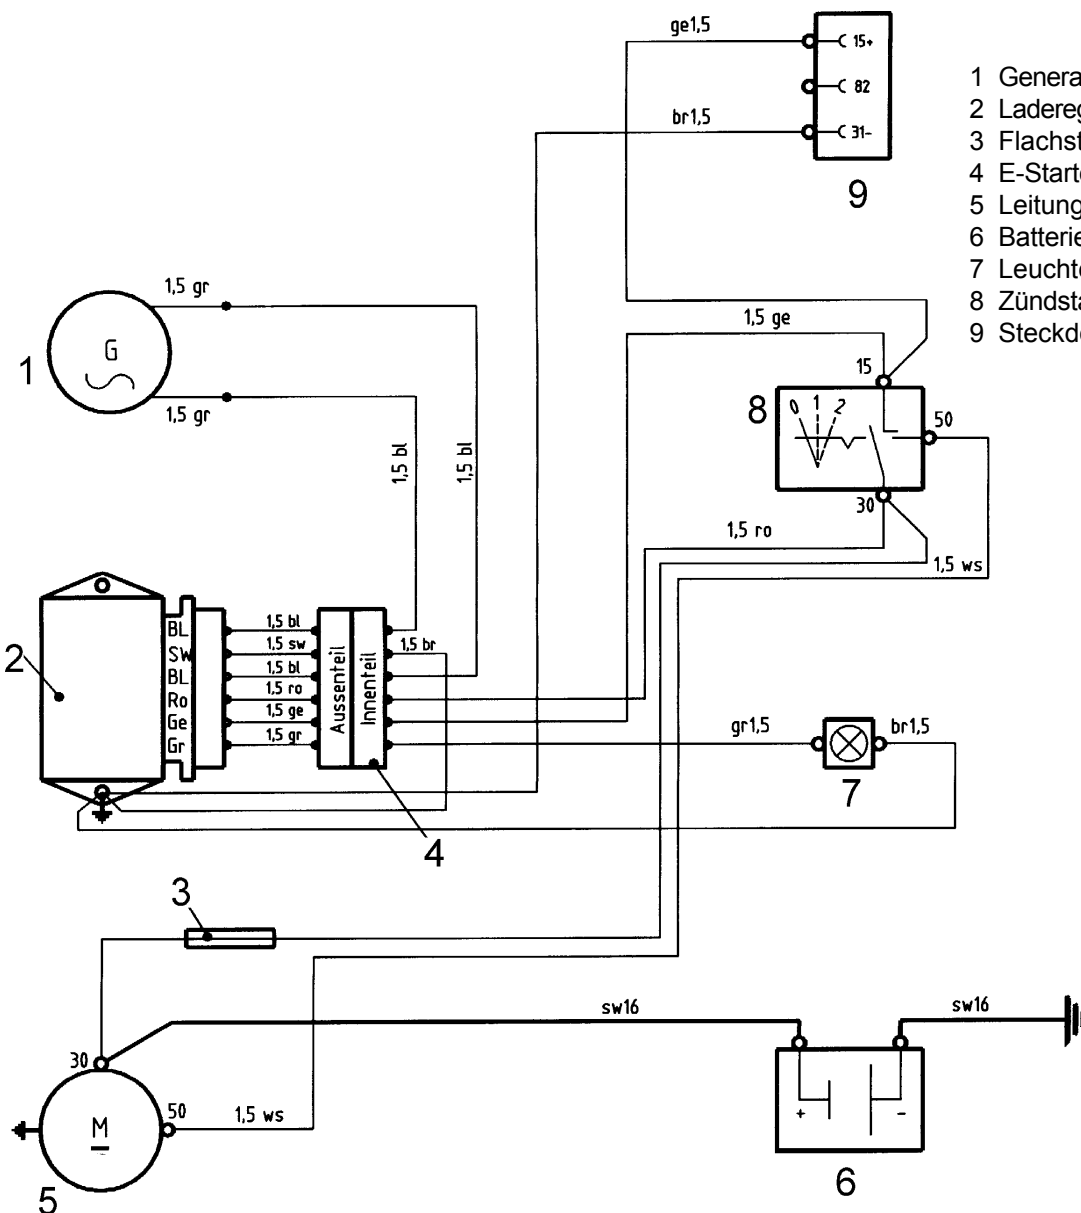 ge1,5
15+
82
br1,5
31-
9
1 Genera
2 Ladereg
3 Flachst
4 E-Starte
5 Leitung
6 Batterie
7 Leuchte
8 Zündsta
9 Steckdo
1,5 gr
G
1
1,5 gr
1,5 bl
1,5 bl
1,5 ge
15
8
0
1
2
50
30
1,5 ro
1,5 ws
2
BL
SW
BL
Ro
Ge
Gr
1,5 bl
1,5 sw
1,5 bl
1,5 ro
1,5 ge
1,5 gr
Aussenteil
Innenteil
1,5 br
gr1,5
br1,5
7
4
3
sw16
sw16
30
M
50
1,5 ws
5
+
-
6